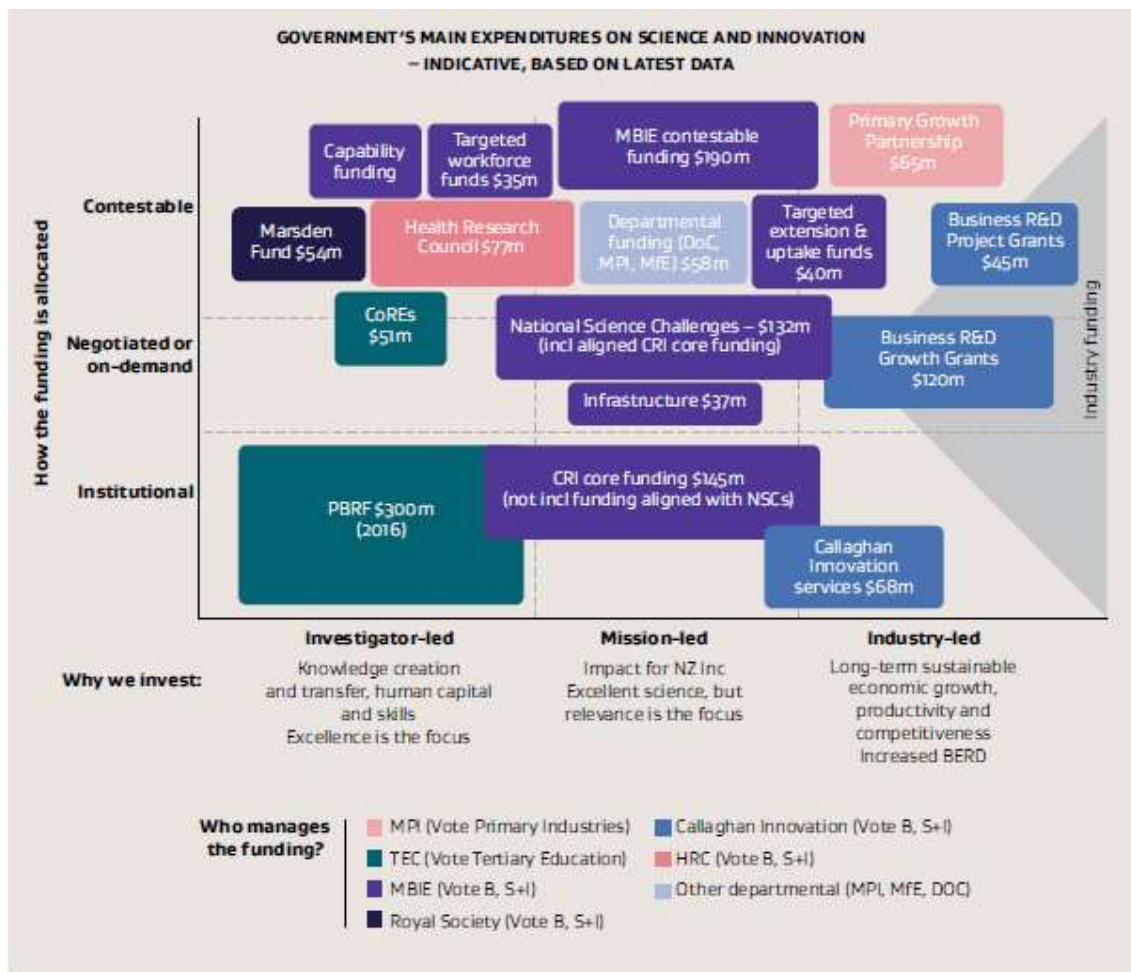 GOVERNMENT'S MAIN EXPENDITURES ON SCIENCE AND INNOVATION
– INDICATIVE, BASED ON LATEST DATA
How the funding is allocated
Contestable
Negotiated or
on-demand
Institutional
Capability
funding
Targeted
workforce
funds $35m
MBIE contestable
funding $190m
Primary Growth
Partnership
$65m
Marsden
Fund $54m
Health Research
Council $77m
Departmental
funding (DoC,
MPI, MfE) $58m
Targeted
extension &
uptake funds
$40m
Business R&D
Project Grants
$45m
CoREs
$51m
National Science Challenges – $132m
(incl aligned CRI core funding)
Business R&D
Growth Grants
$120m
Industry funding
Infrastructure $37m
PBRF $300m
(2016)
CRI core funding $145m
(not incl funding aligned with NSCs)
Callaghan
Innovation
services $68m
Why we invest:
Investigator-led
Knowledge creation
and transfer, human capital
and skills
Excellence is the focus
Mission-led
Impact for NZ Inc
Excellent science, but
relevance is the focus
Industry-led
Long-term sustainable
economic growth,
productivity and
competitiveness
Increased BERD
Who manages
the funding?
MPI (Vote Primary Industries)
TEC (Vote Tertiary Education)
MBIE (Vote B, S+I)
Royal Society (Vote B, S+I)
Callaghan Innovation (Vote B, S+I)
HRC (Vote B, S+I)
Other departmental (MPI, MfE, DOC)